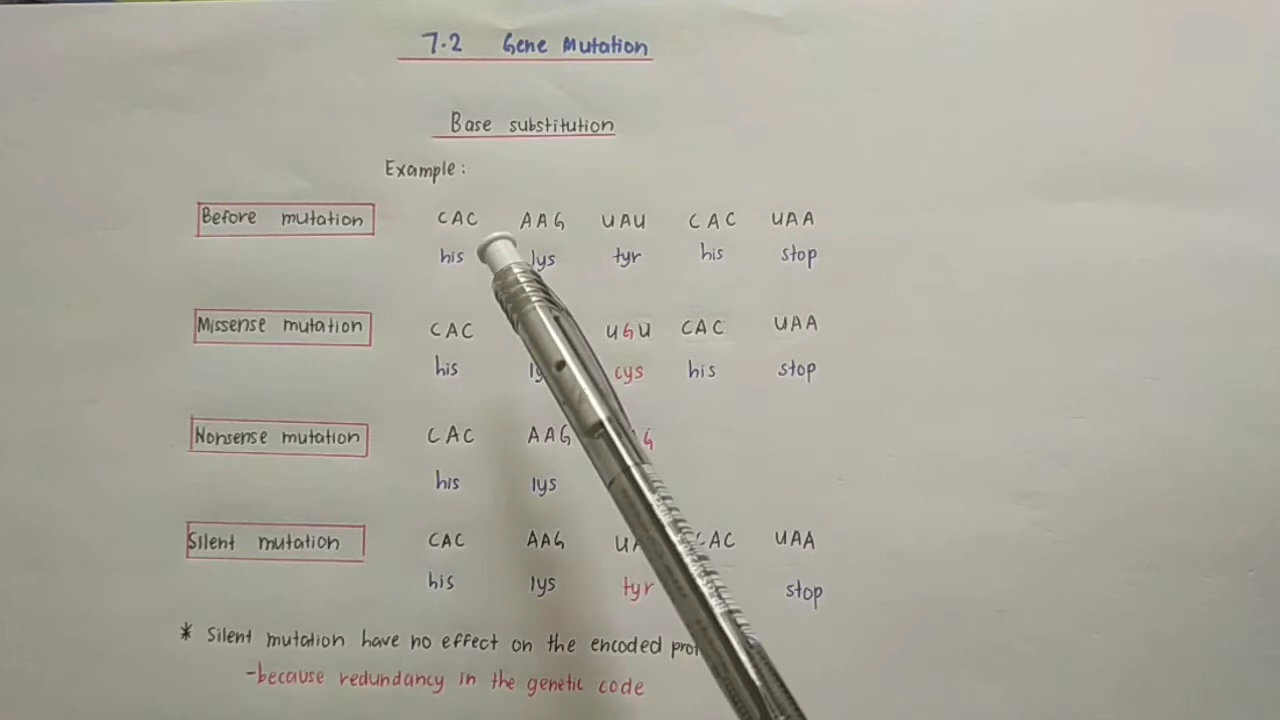 7.2 Gene Mutation
Base substitution
Example:
Before mutation CAC AAG UAU CAC UAA
his lys tyr his stop
Missense mutation CAC UGU CAC UAA
his cys his stop
Nonsense mutation CAC AAG G
his lys
Silent mutation CAC AAG CAC UAA
his lys tyr stop
* Silent mutation have no effect on the encoded
-because redundancy in the genetic code